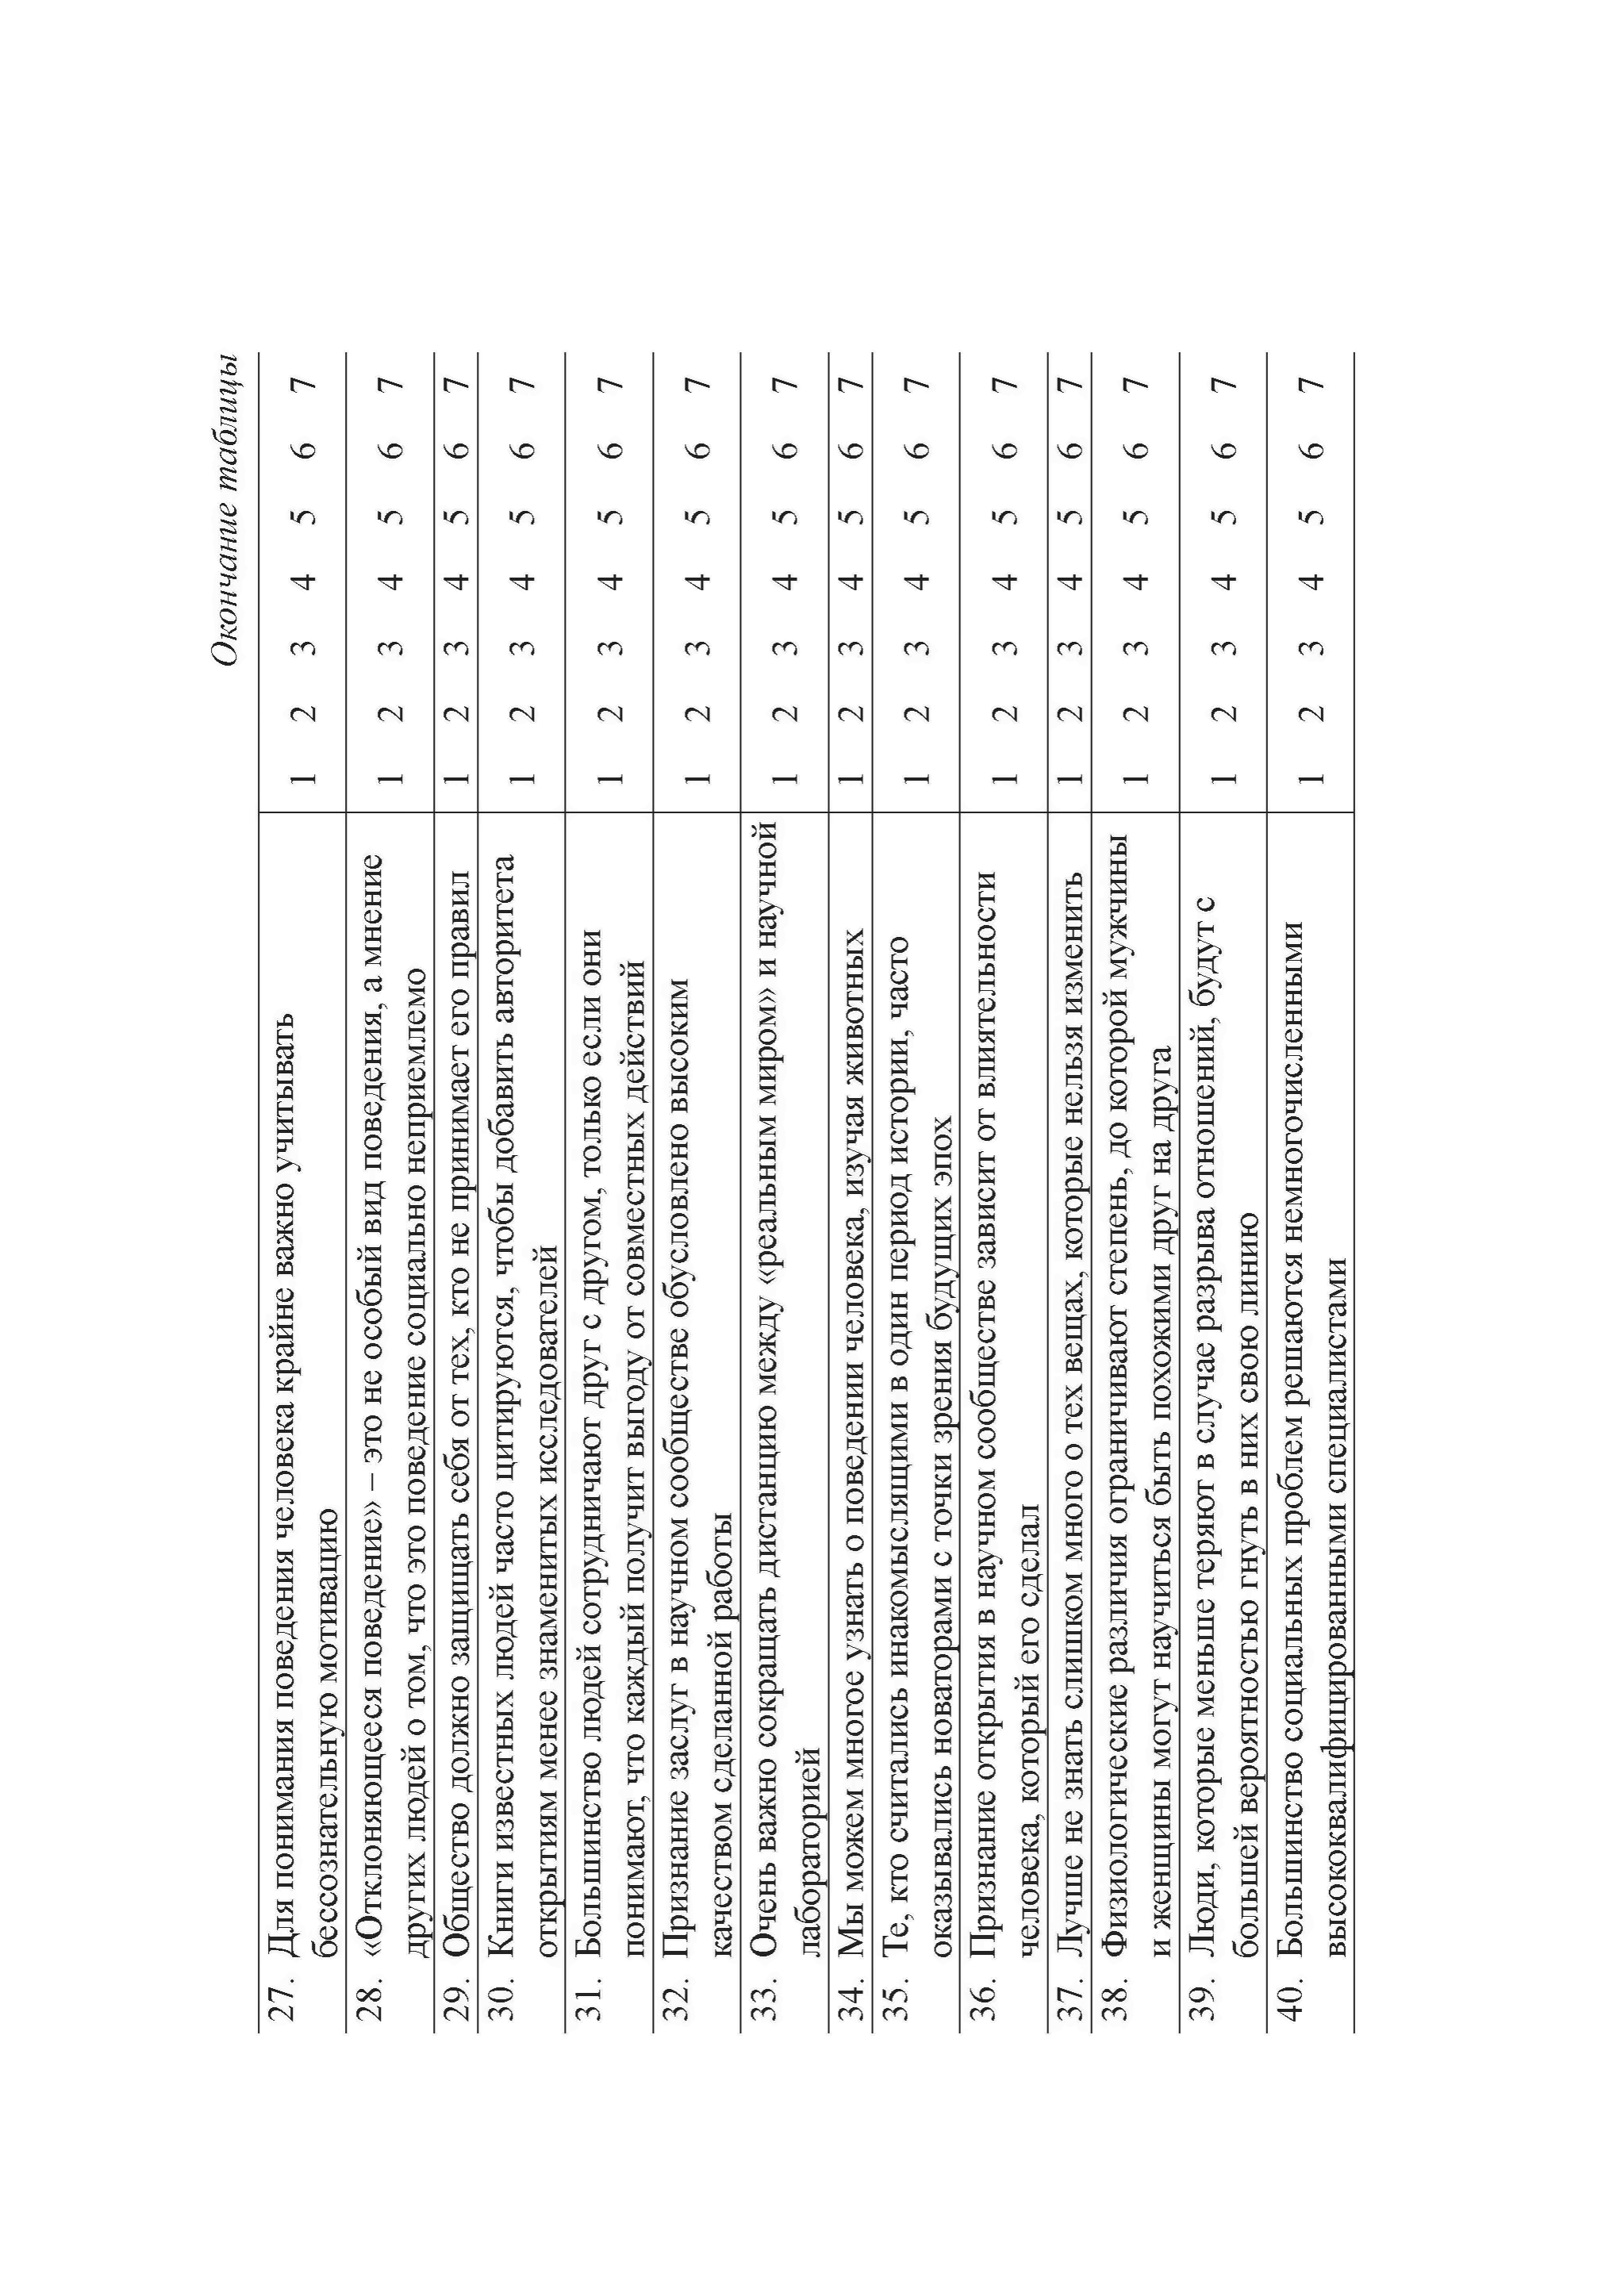 Окончание таблицы
27. Для понимания поведения человека крайне важно учитывать 1 2 3 4 5 6 7
бессознательную мотивацию
28. «Отклоняющееся поведение» – это не особый вид поведения, а мнение 1 2 3 4 5 6 7
других людей о том, что это поведение социально неприемлемо
29. Общество должно защищать себя от тех, кто не принимает его правил 1 2 3 4 5 6 7
30. Книги известных людей часто цитируются, чтобы добавить авторитета 1 2 3 4 5 6 7
открытиям менее знаменитых исследователей
31. Большинство людей сотрудничают друг с другом, только если они 1 2 3 4 5 6 7
понимают, что каждый получит выгоду от совместных действий
32. Признание заслуг в научном сообществе обусловлено высоким 1 2 3 4 5 6 7
качеством сделанной работы
33. Очень важно сокращать дистанцию между «реальным миром» и научной 1 2 3 4 5 6 7
лабораторией
34. Мы можем многое узнать о поведении человека, изучая животных 1 2 3 4 5 6 7
35. Те, кто считались инакомыслящими в один период истории, часто 1 2 3 4 5 6 7
оказывались новаторами с точки зрения будущих эпох
36. Признание открытия в научном сообществе зависит от влиятельности 1 2 3 4 5 6 7
человека, который его сделал
37. Лучше не знать слишком много о тех вещах, которые нельзя изменить 1 2 3 4 5 6 7
38. Физиологические различия ограничивают степень, до которой мужчины 1 2 3 4 5 6 7
и женщины могут научиться быть похожими друг на друга
39. Люди, которые меньше теряют в случае разрыва отношений, будут с 1 2 3 4 5 6 7
большей вероятностью гнуть в них свою линию
40. Большинство социальных проблем решаются немногочисленными 1 2 3 4 5 6 7
высококвалифицированными специалистами